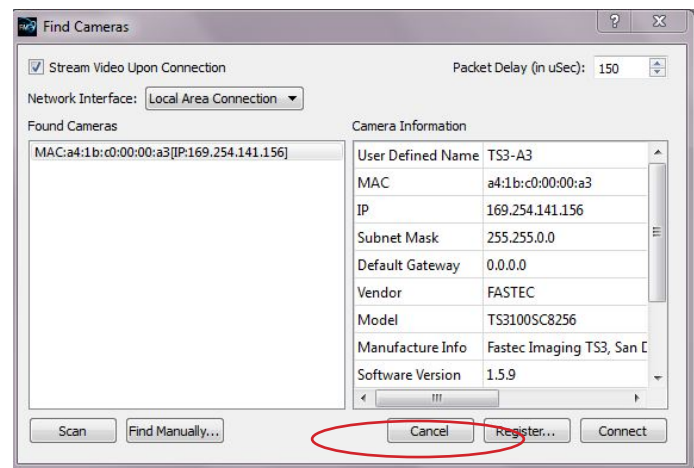 Find Cameras
Stream Video Upon Connection
Packet Delay (in uSec): 150
Network Interface: Local Area Connection
Found Cameras
Camera Information
MAC:a4:1b:c0:00:00:a3[IP:169.254.141.156]
User Defined Name TS3-A3
MAC a4:1b:c0:00:00:a3
IP 169.254.141.156
Subnet Mask 255.255.0.0
Default Gateway 0.0.0.0
Vendor FASTEC
Model TS3100SC8256
Manufacture Info Fastec Imaging TS3, San D
Software Version 1.5.9
Scan Find Manually... Cancel Register... Connect